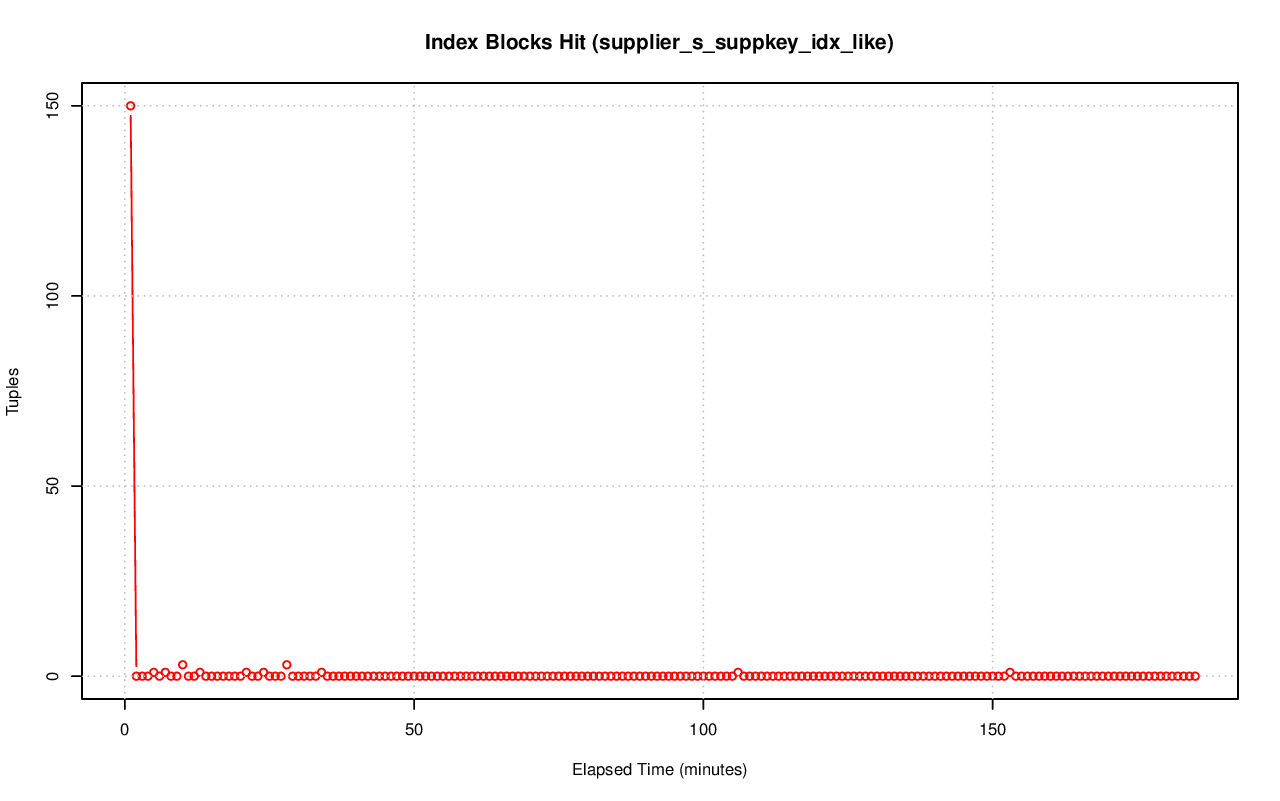 Index Blocks Hit (supplier_s_suppkey_idx_like)
150
100
50
0
Tuples
0 50 100 150
Elapsed Time (minutes)